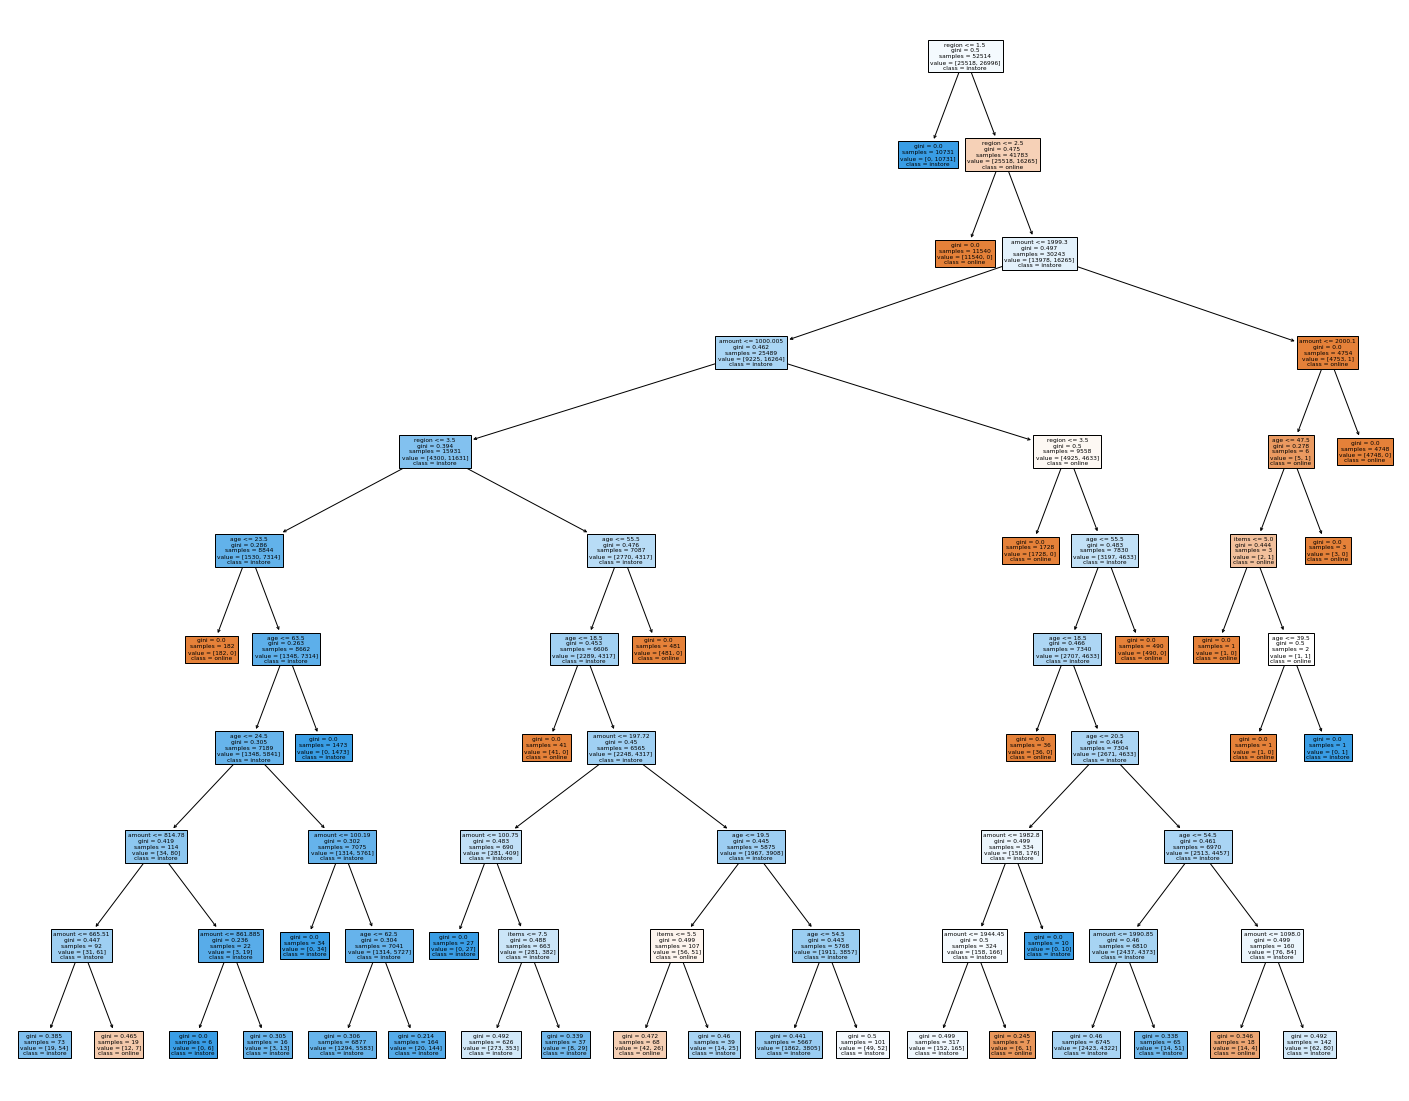 region <= 1.5
gini = 0.5
samples = 52514
value = [25518, 26996]
class = instore
gini = 0.0
samples = 10731
value = [0, 10731]
class = instore
region <= 2.5
gini = 0.475
samples = 41783
value = [25518, 16265]
class = online
gini = 0.0
samples = 11540
value = [11540, 0]
class = online
amount <= 1999.3
gini = 0.497
samples = 30243
value = [13978, 16265]
class = instore
amount <= 1000.005
gini = 0.462
samples = 25489
value = [9225, 16264]
class = instore
amount <= 2000.1
gini = 0.0
samples = 4754
value = [4753, 1]
class = online
region <= 3.5
gini = 0.394
samples = 15931
value = [4300, 11631]
class = instore
region <= 3.5
gini = 0.5
samples = 9558
value = [4925, 4633]
class = online
age <= 47.5
gini = 0.278
samples = 6
value = [5, 1]
class = online
gini = 0.0
samples = 4748
value = [4748, 0]
class = online
age <= 23.5
gini = 0.286
samples = 8844
value = [1530, 7314]
class = instore
age <= 55.5
gini = 0.476
samples = 7087
value = [2770, 4317]
class = instore
gini = 0.0
samples = 1728
value = [1728, 0]
class = online
age <= 55.5
gini = 0.483
samples = 7830
value = [3197, 4633]
class = instore
items <= 5.0
gini = 0.444
samples = 3
value = [2, 1]
class = online
gini = 0.0
samples = 3
value = [3, 0]
class = online
gini = 0.0
samples = 182
value = [182, 0]
class = online
age <= 63.5
gini = 0.263
samples = 8662
value = [1348, 7314]
class = instore
age <= 18.5
gini = 0.453
samples = 6606
value = [2289, 4317]
class = instore
gini = 0.0
samples = 481
value = [481, 0]
class = online
age <= 18.5
gini = 0.466
samples = 7340
value = [2707, 4633]
class = instore
gini = 0.0
samples = 490
value = [490, 0]
class = online
gini = 0.0
samples = 1
value = [1, 0]
class = online
age <= 39.5
gini = 0.5
samples = 2
value = [1, 1]
class = online
age <= 24.5
gini = 0.305
samples = 7189
value = [1348, 5841]
class = instore
gini = 0.0
samples = 1473
value = [0, 1473]
class = instore
gini = 0.0
samples = 41
value = [41, 0]
class = online
amount <= 197.72
gini = 0.45
samples = 6565
value = [2248, 4317]
class = instore
gini = 0.0
samples = 36
value = [36, 0]
class = online
age <= 20.5
gini = 0.464
samples = 7304
value = [2671, 4633]
class = instore
gini = 0.0
samples = 1
value = [1, 0]
class = online
gini = 0.0
samples = 1
value = [0, 1]
class = instore
amount <= 814.78
gini = 0.419
samples = 114
value = [34, 80]
class = instore
amount <= 100.19
gini = 0.302
samples = 7075
value = [1314, 5761]
class = instore
amount <= 100.75
gini = 0.483
samples = 690
value = [281, 409]
class = instore
age <= 19.5
gini = 0.445
samples = 5875
value = [1967, 3908]
class = instore
amount <= 1982.8
gini = 0.499
samples = 334
value = [158, 176]
class = instore
age <= 54.5
gini = 0.461
samples = 6970
value = [2513, 4457]
class = instore
amount <= 665.51
gini = 0.447
samples = 92
value = [31, 61]
class = instore
amount <= 861.885
gini = 0.236
samples = 22
value = [3, 19]
class = instore
gini = 0.0
samples = 34
value = [0, 34]
class = instore
age <= 62.5
gini = 0.304
samples = 7041
value = [1314, 5727]
class = instore
gini = 0.0
samples = 27
value = [0, 27]
class = instore
items <= 7.5
gini = 0.488
samples = 663
value = [281, 382]
class = instore
items <= 5.5
gini = 0.499
samples = 107
value = [56, 51]
class = online
age <= 54.5
gini = 0.443
samples = 5768
value = [1911, 3857]
class = instore
amount <= 1944.45
gini = 0.5
samples = 324
value = [158, 166]
class = instore
gini = 0.0
samples = 10
value = [0, 10]
class = instore
amount <= 1990.85
gini = 0.46
samples = 6810
value = [2437, 4373]
class = instore
amount <= 1098.0
gini = 0.499
samples = 160
value = [76, 84]
class = instore
gini = 0.385
samples = 73
value = [19, 54]
class = instore
gini = 0.465
samples = 19
value = [12, 7]
class = online
gini = 0.0
samples = 6
value = [0, 6]
class = instore
gini = 0.305
samples = 16
value = [3, 13]
class = instore
gini = 0.306
samples = 6877
value = [1294, 5583]
class = instore
gini = 0.214
samples = 164
value = [20, 144]
class = instore
gini = 0.492
samples = 626
value = [273, 353]
class = instore
gini = 0.339
samples = 37
value = [8, 29]
class = instore
gini = 0.472
samples = 68
value = [42, 26]
class = online
gini = 0.46
samples = 39
value = [14, 25]
class = instore
gini = 0.441
samples = 5667
value = [1862, 3805]
class = instore
gini = 0.5
samples = 101
value = [49, 52]
class = instore
gini = 0.499
samples = 317
value = [152, 165]
class = instore
gini = 0.245
samples = 7
value = [6, 1]
class = online
gini = 0.46
samples = 6745
value = [2423, 4322]
class = instore
gini = 0.338
samples = 65
value = [14, 51]
class = instore
gini = 0.346
samples = 18
value = [14, 4]
class = online
gini = 0.492
samples = 142
value = [62, 80]
class = instore